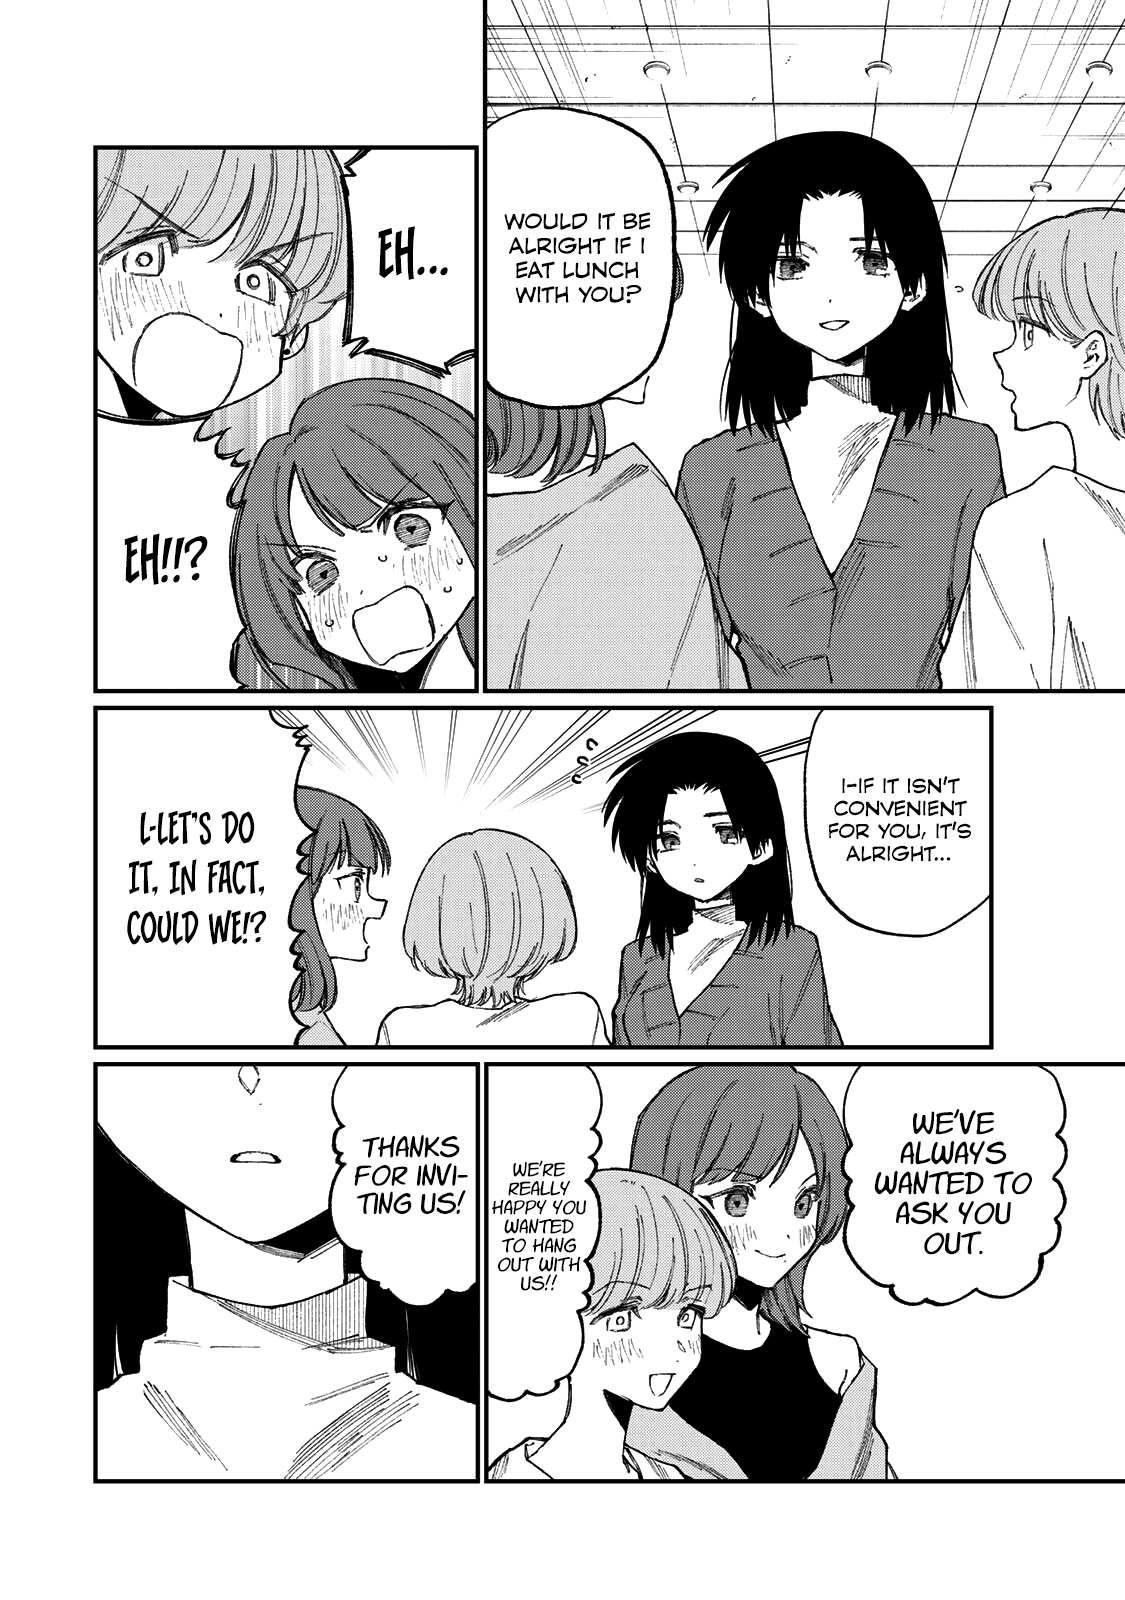 WOULD IT BE
ALRIGHT IF I
EAT LUNCH
WITH YOU?
EH...
EH!!?
I-IF IT ISN'T
CONVENIENT
FOR YOU, IT'S
ALRIGHT...
L-LET'S DO
IT, IN FACT,
COULD WE!?
WE'VE
ALWAYS
WANTED TO
ASK YOU
OUT.
WE'RE
REALLY
HAPPY YOU
WANTED
TO HANG
OUT WITH
US!!
THANKS
FOR INVI-
TING US!